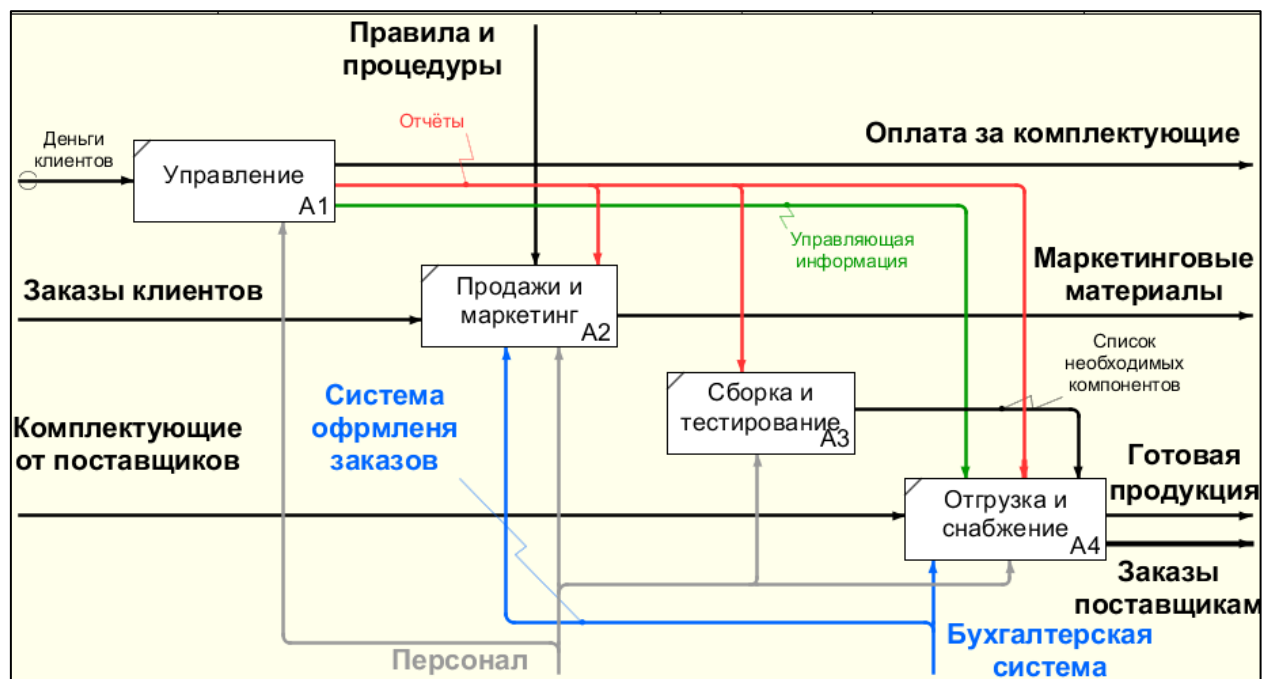 Правила и
процедуры
Отчёты
Деньги
клиентов
Оплата за комплектующие
Управление
A1
Управляющая
информация
Маркетинговые
материалы
Заказы клиентов
Продажи и
маркетинг
A2
Список
необходимых
компонентов
Система
офрмленя
заказов
Сборка и
тестирование
A3
Комплектующие
от поставщиков
Готовая
продукция
Отгрузка и
снабжение
A4
Заказы
поставщикам
Бухгалтерская
система
Персонал